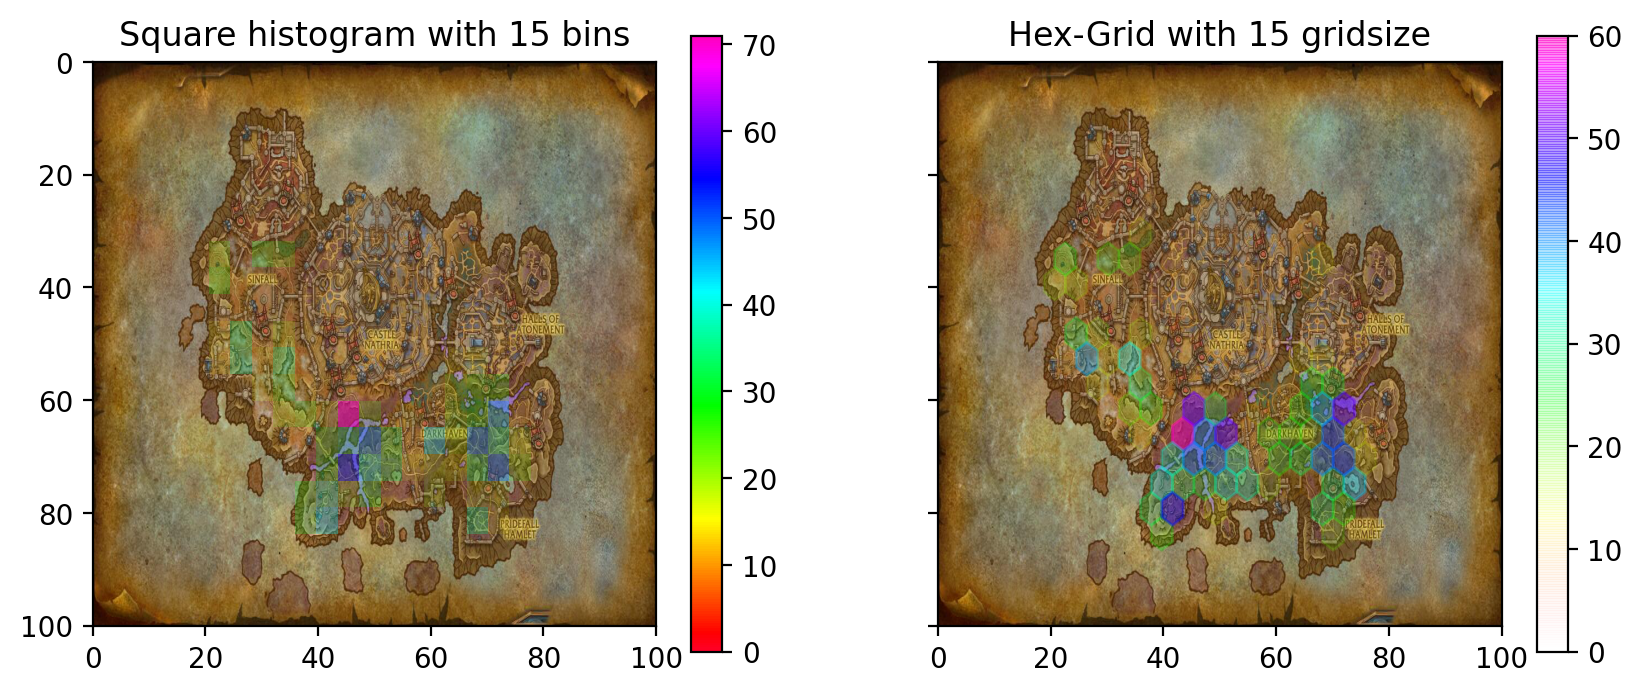 Square histogram with 15 bins
0
20
40
60
80
100
0
20
40
60
80
100
SINFALL
CASTLE
NATHRIA
HALLS OF
ATONEMENT
DARKHAVEN
PRIDEFALL
HAMLET
70
60
50
40
30
20
10
0
Hex-Grid with 15 gridsize
0
20
40
60
80
100
SINFALL
CASTLE
NATHRIA
HALLS OF
ATONEMENT
DARKHAVEN
PRIDEFALL
HAMLET
60
50
40
30
20
10
0